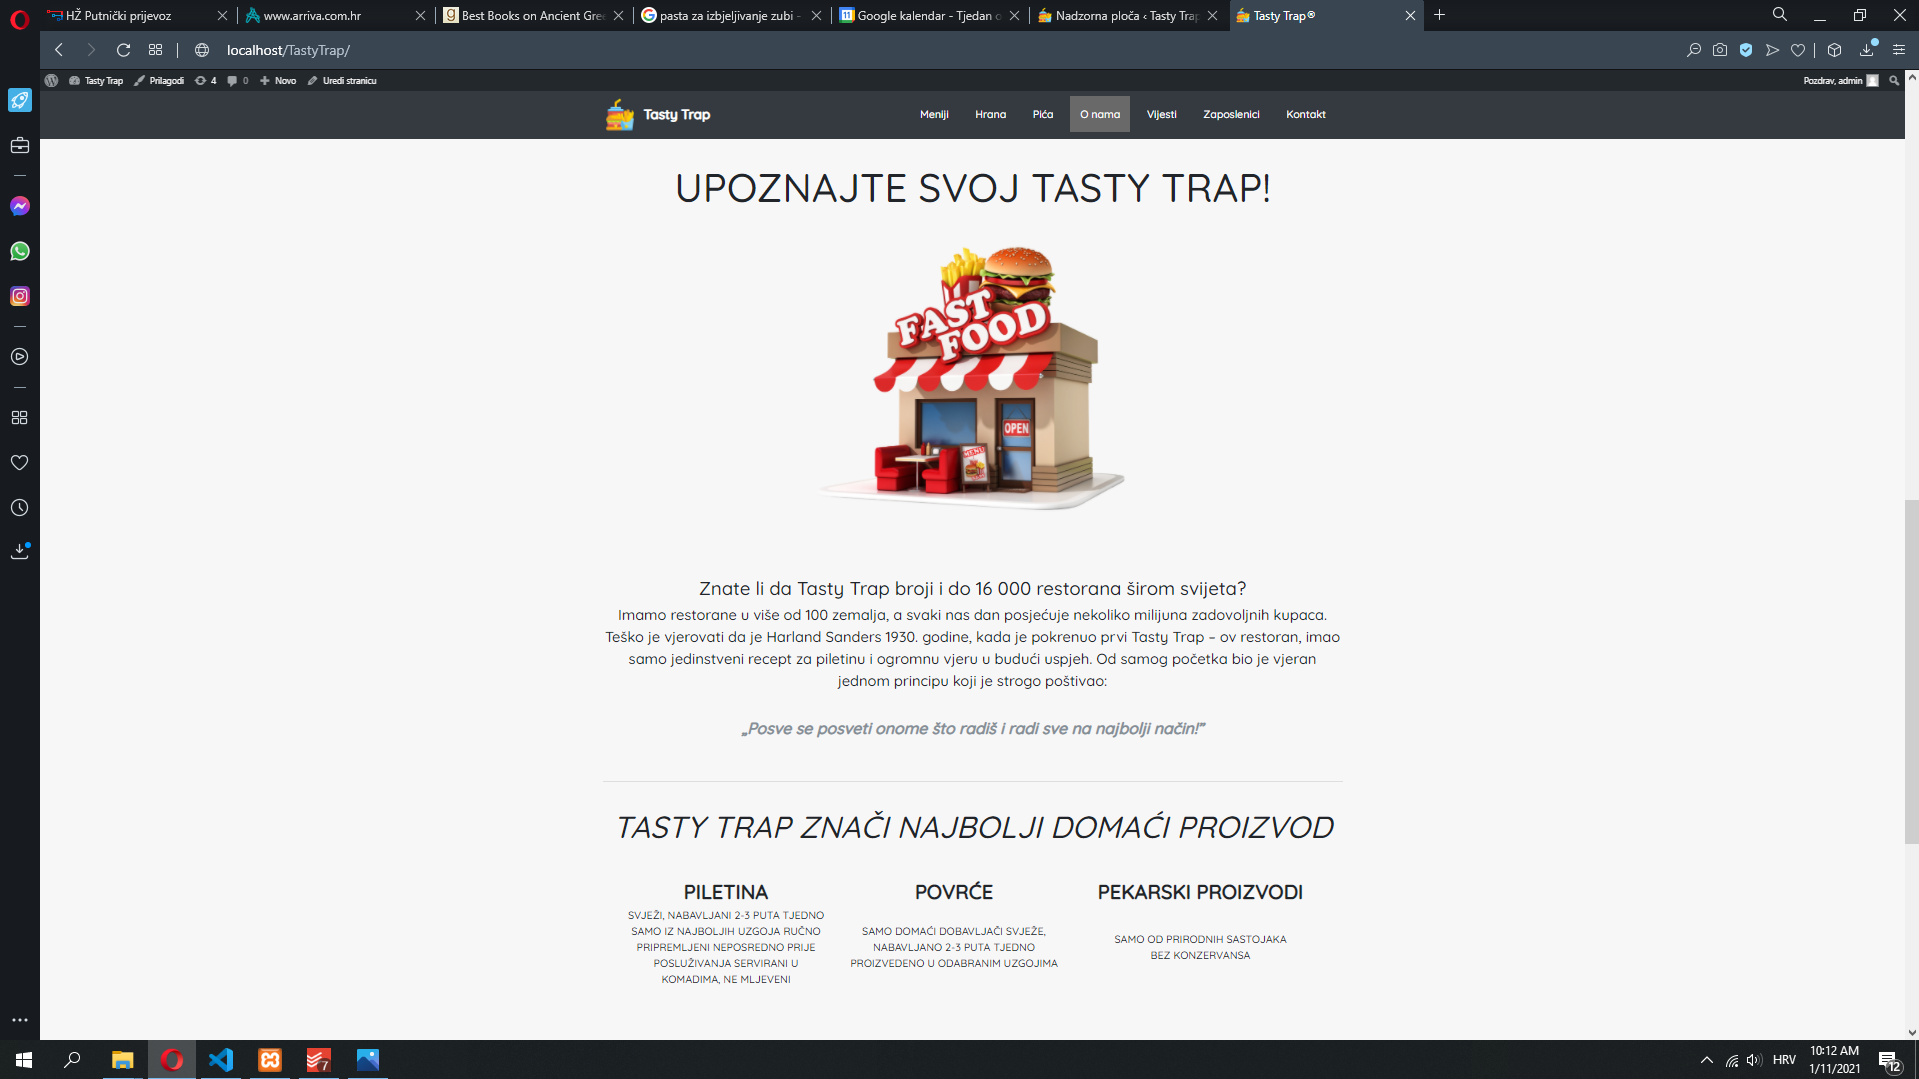 HŽ Putnički prijevoz
www.arriva.com.hr
Best Books on Ancient Gre
pasta za izbjeljivanje zubi -
Google kalendar - Tjedan o
Nadzorna ploča ‹ Tasty Trap
Tasty Trap®
localhost/TastyTrap/
Tasty Trap
Prilagodi
4
0
Novo
Uredi stranicu
Pozdrav, admin
Tasty Trap
Meniji
Hrana
Pića
O nama
Vijesti
Zaposlenici
Kontakt
UPOZNAJTE SVOJ TASTY TRAP!
FAST
FOOD
OPEN
MENU
Znate li da Tasty Trap broji i do 16 000 restorana širom svijeta?
Imamo restorane u više od 100 zemalja, a svaki nas dan posjećuje nekoliko milijuna zadovoljnih kupaca.
Teško je vjerovati da je Harland Sanders 1930. godine, kada je pokrenuo prvi Tasty Trap – ov restoran, imao
samo jedinstveni recept za piletinu i ogromnu vjeru u budući uspjeh. Od samog početka bio je vjeran
jednom principu koji je strogo poštivao:
„Posve se posveti onome što radiš i radi sve na najbolji način!”
TASTY TRAP ZNAČI NAJBOLJI DOMAĆI PROIZVOD
PILETINA
SVJEŽI, NABAVLJANI 2-3 PUTA TJEDNO
SAMO IZ NAJBOLJIH UZGOJA RUČNO
PRIPREMLJENI NEPOSREDNO PRIJE
POSLUŽIVANJA SERVIRANI U
KOMADIMA, NE MLJEVENI
POVRĆE
SAMO DOMAĆI DOBAVLJAČI SVJEŽE,
NABAVLJANO 2-3 PUTA TJEDNO
PROIZVEDENO U ODABRANIM UZGOJIMA
PEKARSKI PROIZVODI
SAMO OD PRIRODNIH SASTOJAKA
BEZ KONZERVANSA
7
HRV
10:12 AM
1/11/2021
12